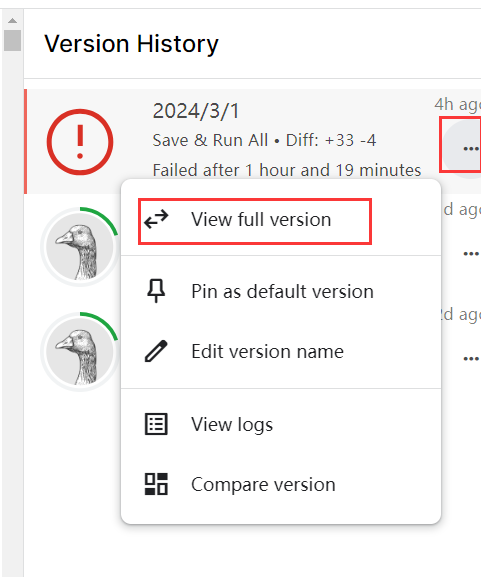 Version History
4h ago
2024/3/1
Save & Run All • Diff: +33 -4
Failed after 1 hour and 19 minutes
d ago
View full version
Pin as default version
2d ago
Edit version name
View logs
Compare version